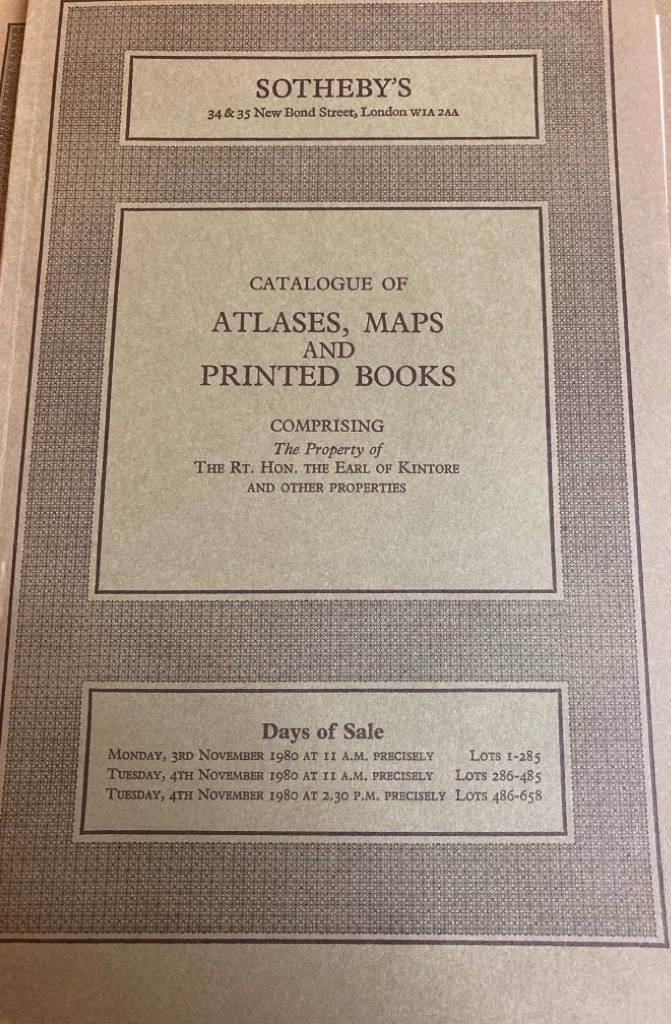 SOTHEBY'S
34 & 35 New Bond Street, London W1A 2AA
CATALOGUE OF
ATLASES, MAPS
AND
PRINTED BOOKS
COMPRISING
The Property of
THE RT. HON. THE EARL OF KINTORE
AND OTHER PROPERTIES
Days of Sale
MONDAY, 3RD NOVEMBER 1980 AT 11 A.M. PRECISELY LOTS 1-285
TUESDAY, 4TH NOVEMBER 1980 AT 11 A.M. PRECISELY LOTS 286-485
TUESDAY, 4TH NOVEMBER 1980 AT 2.30 P.M. PRECISELY LOTS 486-658